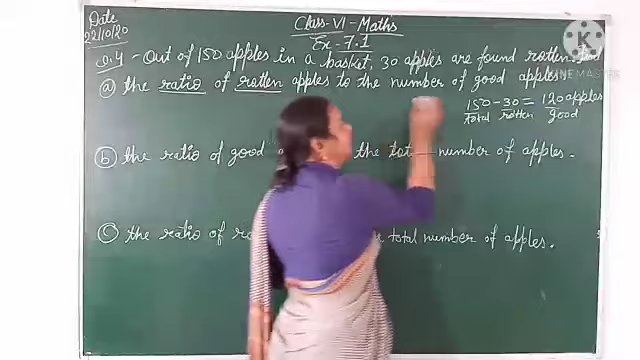 Date
22/10/20
Class-VI-Maths
Ex-7.1
Q.4 - Out of 150 apples in a basket, 30 apples are found rotten.
ⓐ the ratio of rotten apples to the number of good apples
150 - 30 = 120 apples
total rotten good
ⓑ the ratio of good the tot number of apples.
ⓒ the ratio of total number of apples.
KINEMASTER